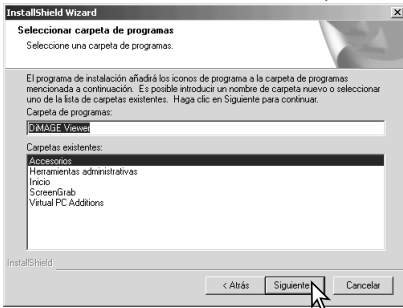 InstallShield Wizard
Seleccionar carpeta de programas
Seleccione una carpeta de programas.
El programa de instalación añadirá los iconos de programa a la carpeta de programas
mencionada a continuación. Es posible introducir un nombre de carpeta nuevo o seleccionar
uno de la lista de carpetas existentes. Haga clic en Siguiente para continuar.
Carpeta de programas:
DiMAGE Viewer
Carpetas existentes:
Accesorios
Herramientas administrativas
Inicio
ScreenGrab
Virtual PC Additions
InstallShield
< Atrás Siguiente Cancelar